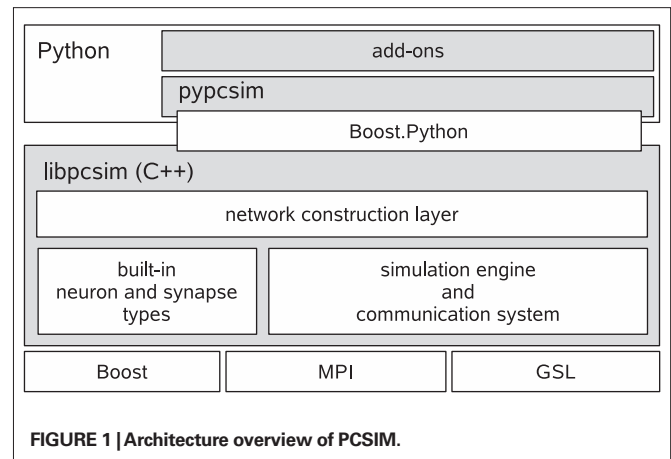 Python
add-ons
pypcsim
Boost.Python
libpcsim (C++)
network construction layer
built-in
neuron and synapse
types
simulation engine
and
communication system
Boost
MPI
GSL
FIGURE 1 | Architecture overview of PCSIM.